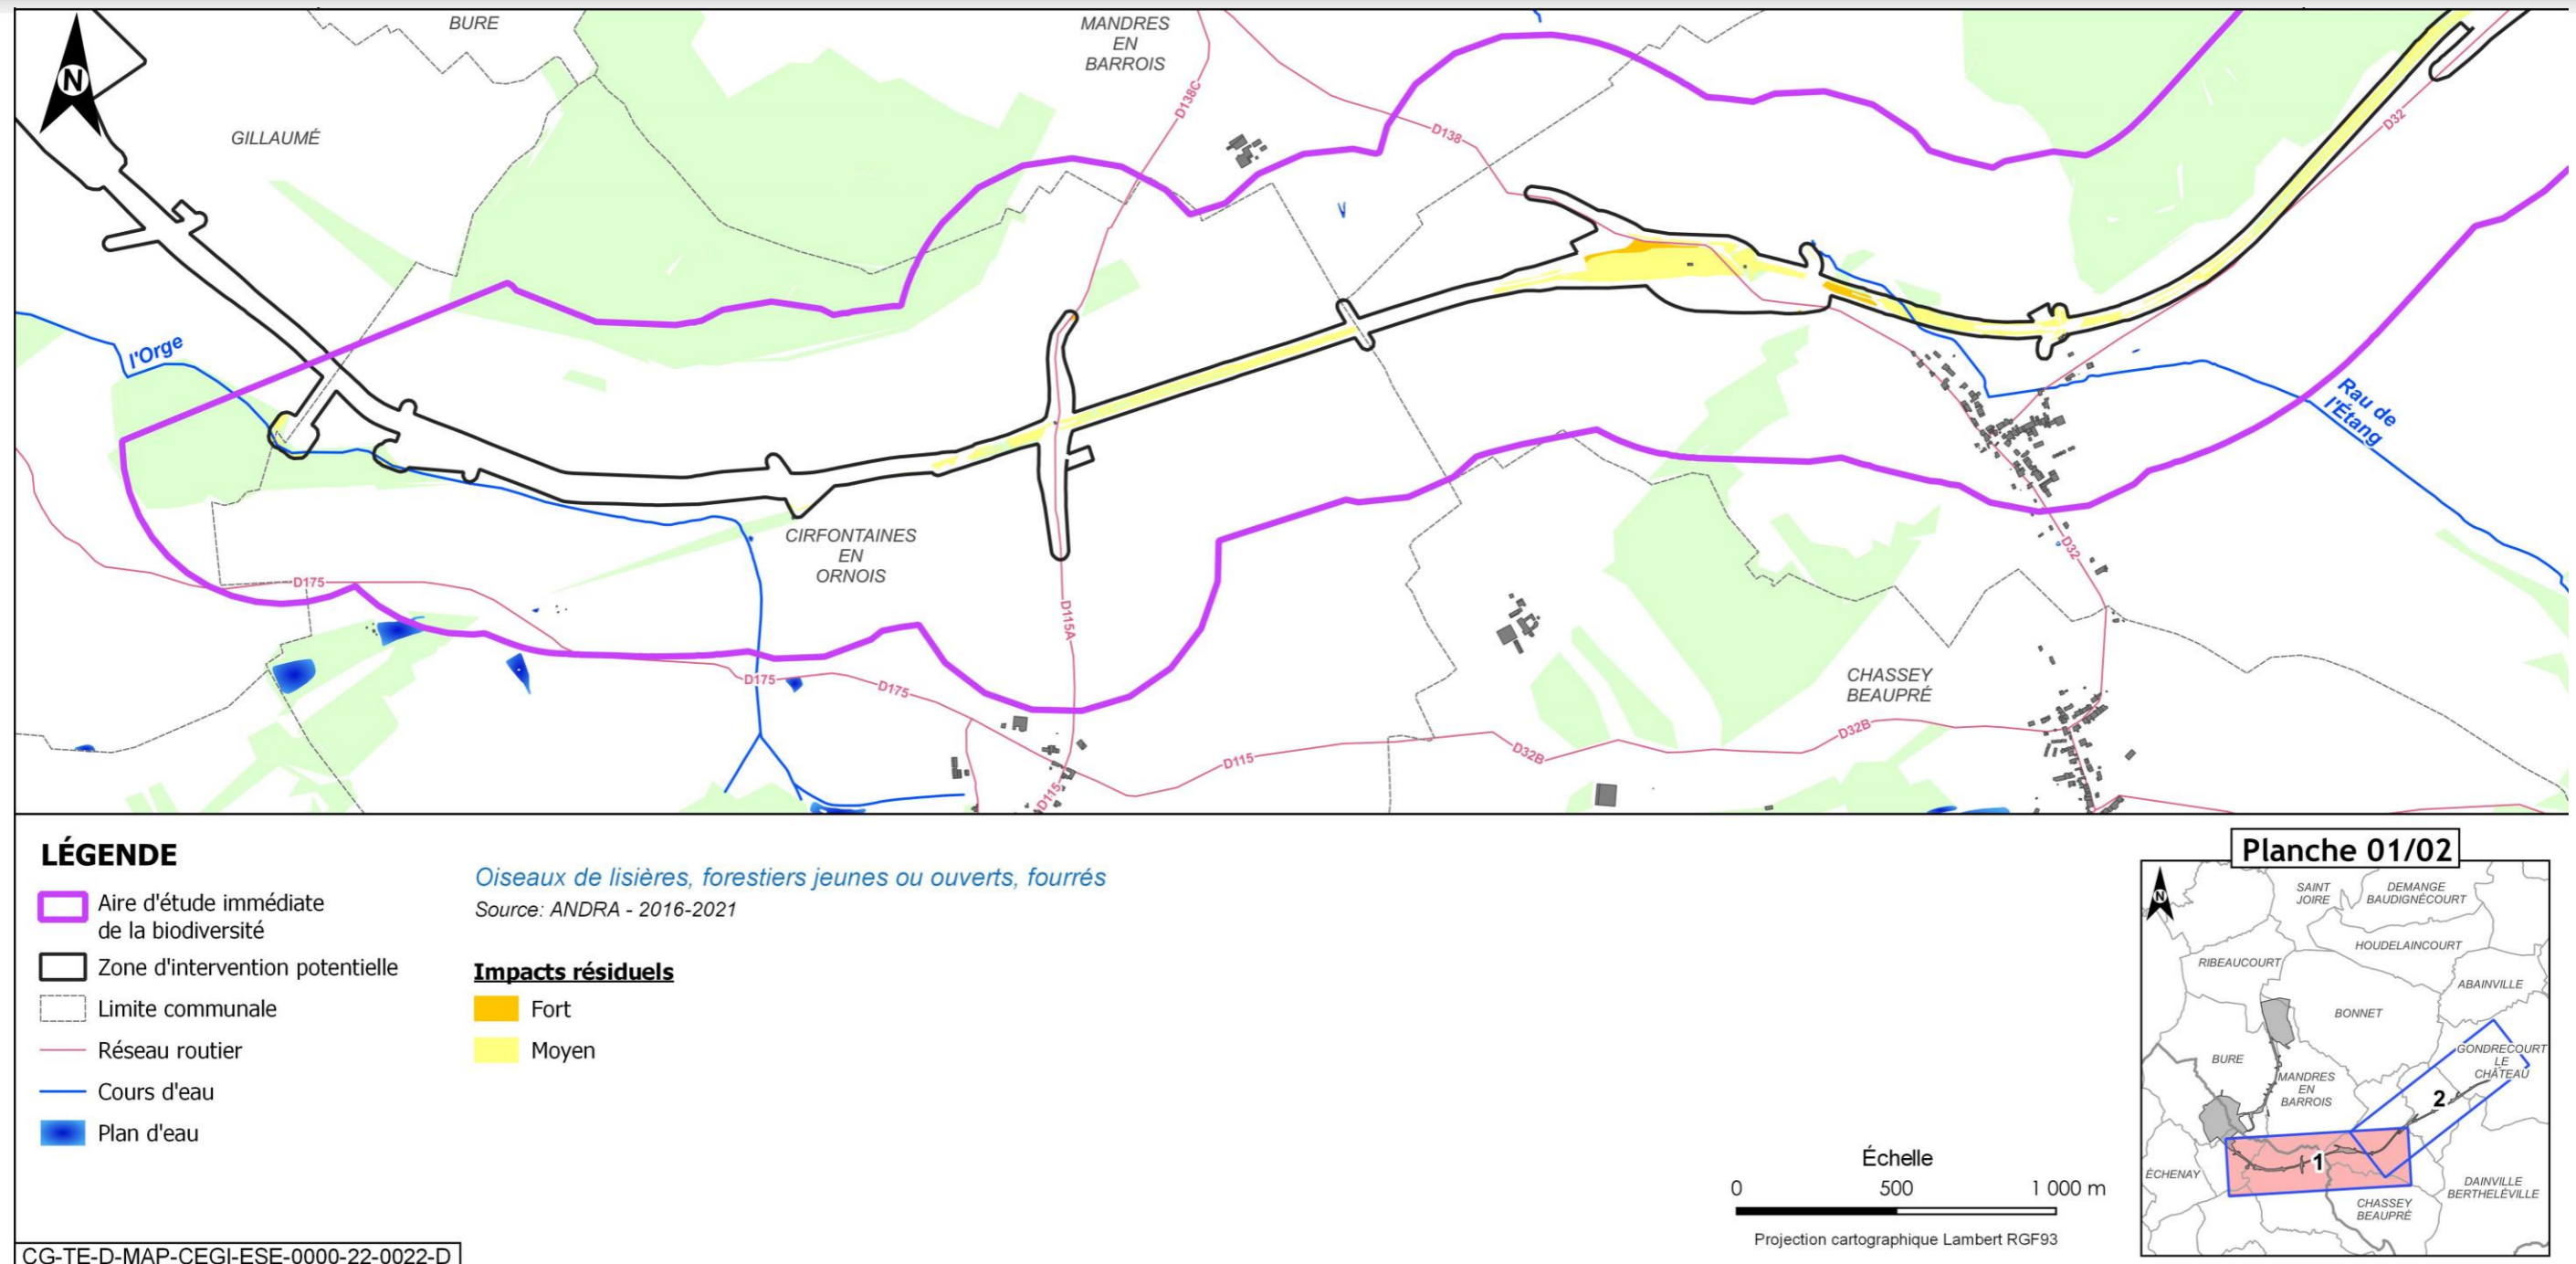 BURE
MANDRES
EN
BARROIS
N
GILLAUMÉ
D138C
D138
D32
l'Orge
Rau de
l'Étang
CIRFONTAINES
EN
ORNOIS
D175
D115A
D32
D175
D175
CHASSEY
BEAUPRÉ
D115
D32B
D32B
D115
LÉGENDE
Aire d'étude immédiate
de la biodiversité
Zone d'intervention potentielle
Limite communale
Réseau routier
Cours d'eau
Plan d'eau
Oiseaux de lisières, forestiers jeunes ou ouverts, fourrés
Source: ANDRA - 2016-2021
Impacts résiduels
Fort
Moyen
Échelle
0 500 1 000 m
Projection cartographique Lambert RGF93
Planche 01/02
N
SAINT
JOIRE
DEMANGE
BAUDIGNÉCOURT
HOUDELAINCOURT
RIBEAUCOURT
ABAINVILLE
BONNET
GONDRECOURT
LE
CHÂTEAU
BURE
MANDRES
EN
BARROIS
2
1
ÉCHENAY
DAINVILLE
BERTHELÉVILLE
CHASSEY
BEAUPRÉ
CG-TE-D-MAP-CEGI-ESE-0000-22-0022-D